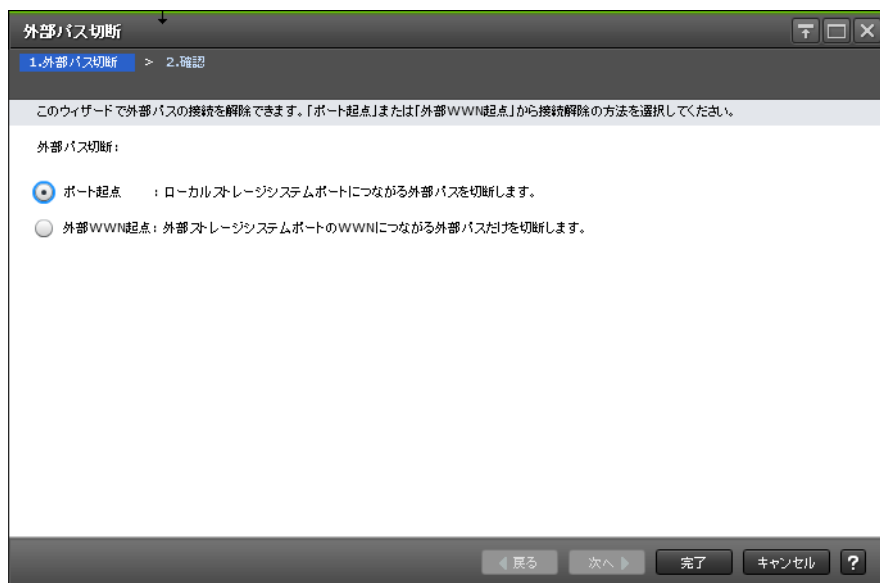 外部パス切断
1.外部パス切断 > 2.確認
このウィザードで外部パスの接続を解除できます。「ポート起点」または「外部WWN起点」から接続解除の方法を選択してください。
外部パス切断:
ポート起点 : ローカルストレージシステムポートにつながる外部パスを切断します。
外部WWN起点 : 外部ストレージシステムポートのWWNにつながる外部パスだけを切断します。
戻る 次へ 完了 キャンセル ?